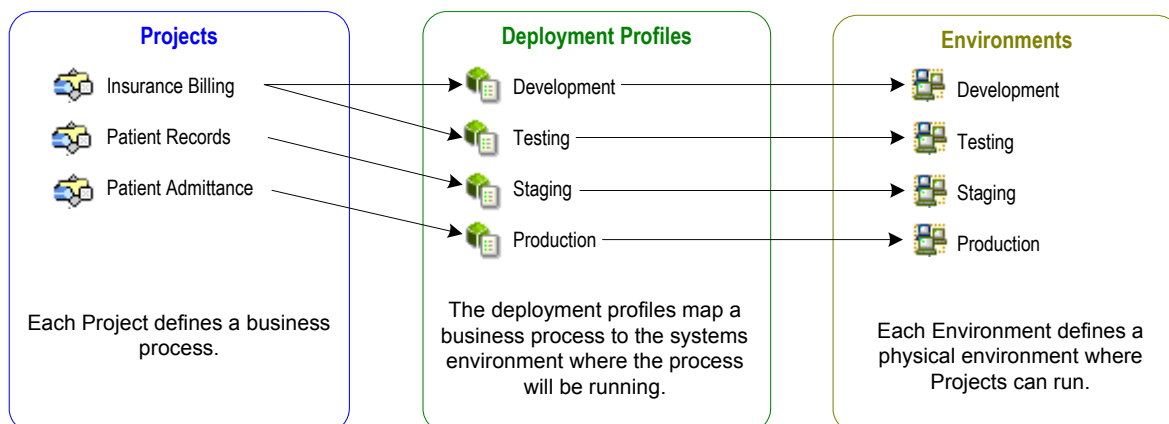 Projects
Insurance Billing
Patient Records
Patient Admittance
Each Project defines a business
process.
Deployment Profiles
Development
Testing
Staging
Production
The deployment profiles map a
business process to the systems
environment where the process
will be running.
Environments
Development
Testing
Staging
Production
Each Environment defines a
physical environment where
Projects can run.